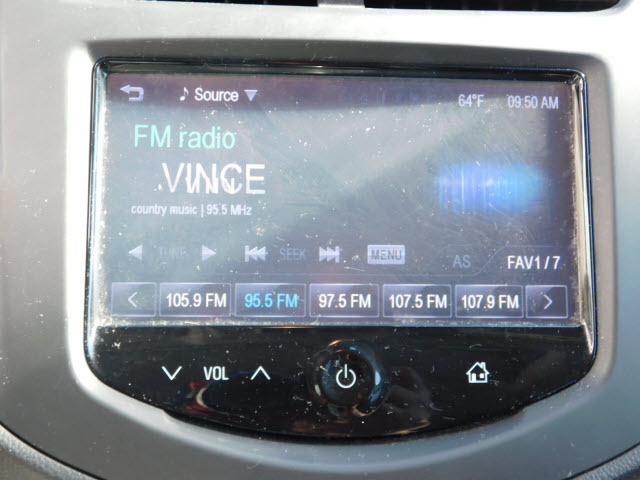 Source 64°F 09:50 AM
FM radio
VINCE
country music | 95.5 MHz
TUNE SEEK MENU
AS FAV1 / 7
105.9 FM 95.5 FM 97.5 FM 107.5 FM 107.9 FM
VOL